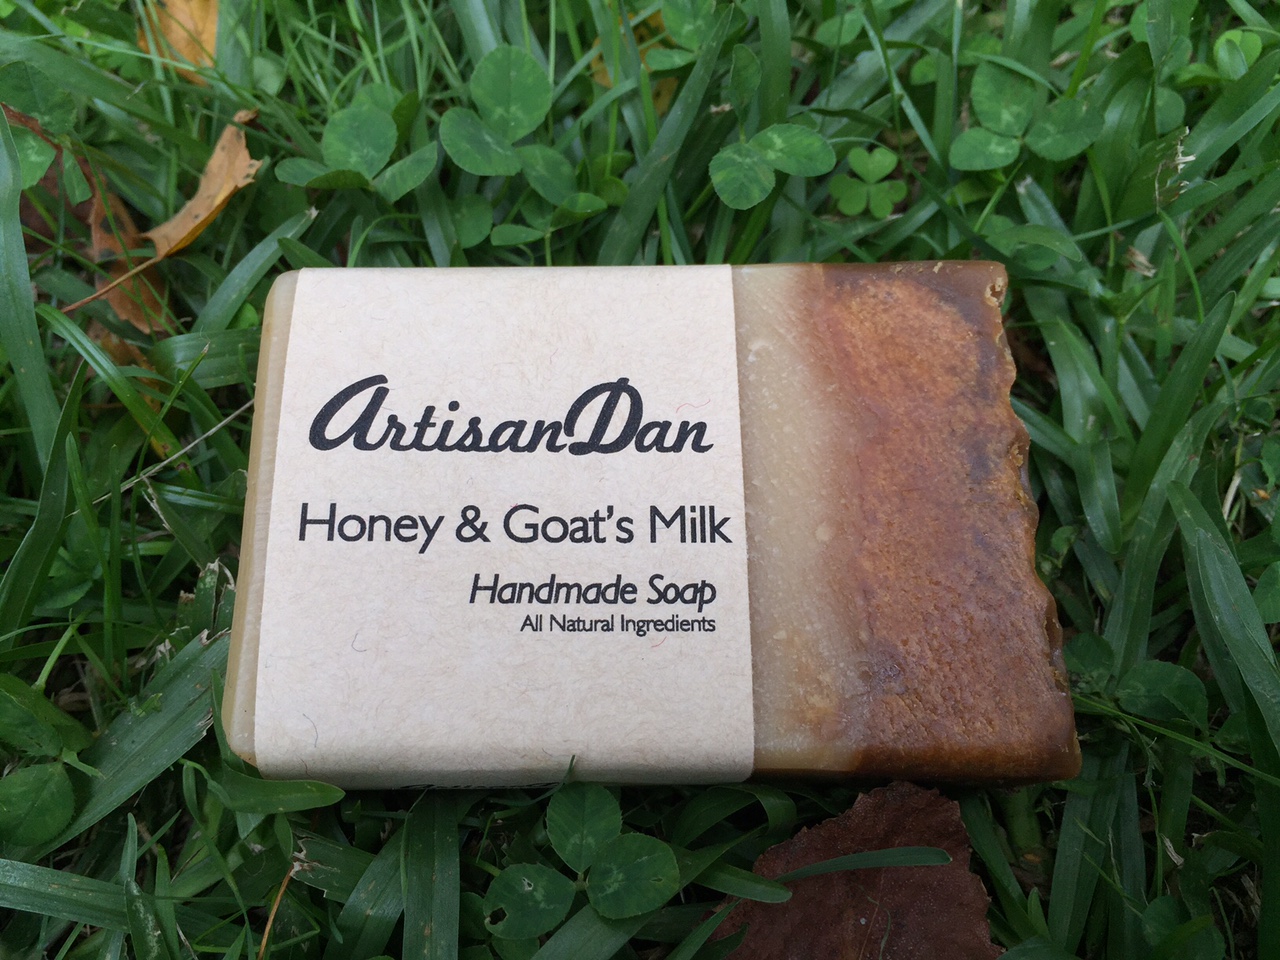 ArtisanDan
Honey & Goat's Milk
Handmade Soap
All Natural Ingredients